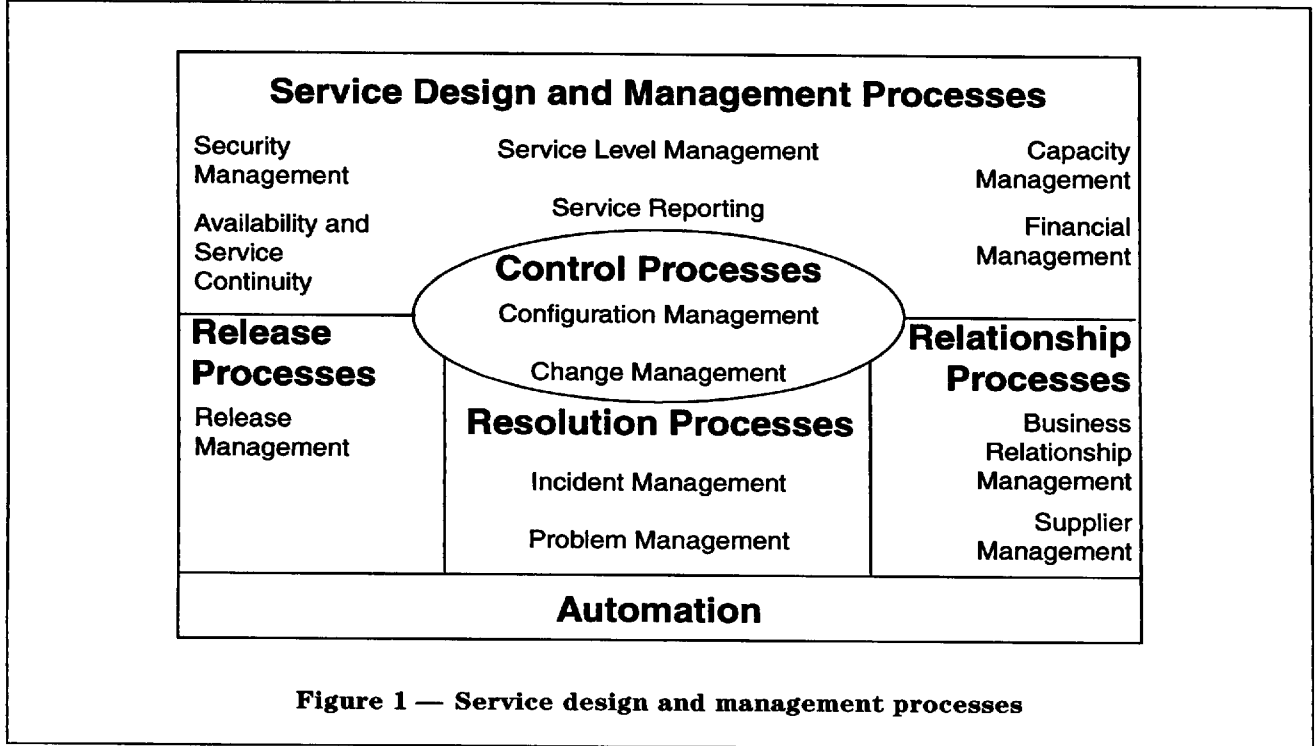 Service Design and Management Processes
Security
Management
Availability and
Service
Continuity
Service Level Management
Service Reporting
Capacity
Management
Financial
Management
Control Processes
Configuration Management
Change Management
Release
Processes
Release
Management
Resolution Processes
Incident Management
Problem Management
Relationship
Processes
Business
Relationship
Management
Supplier
Management
Automation
Figure 1 — Service design and management processes